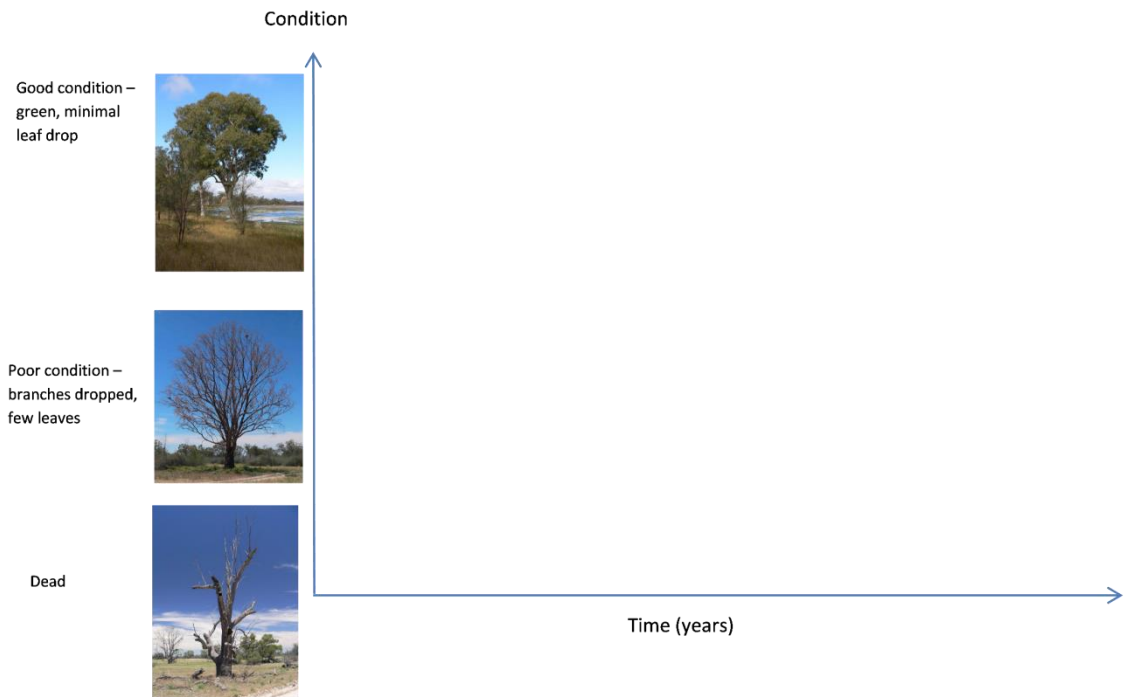 Condition
Good condition –
green, minimal
leaf drop
Poor condition –
branches dropped,
few leaves
Dead
Time (years)